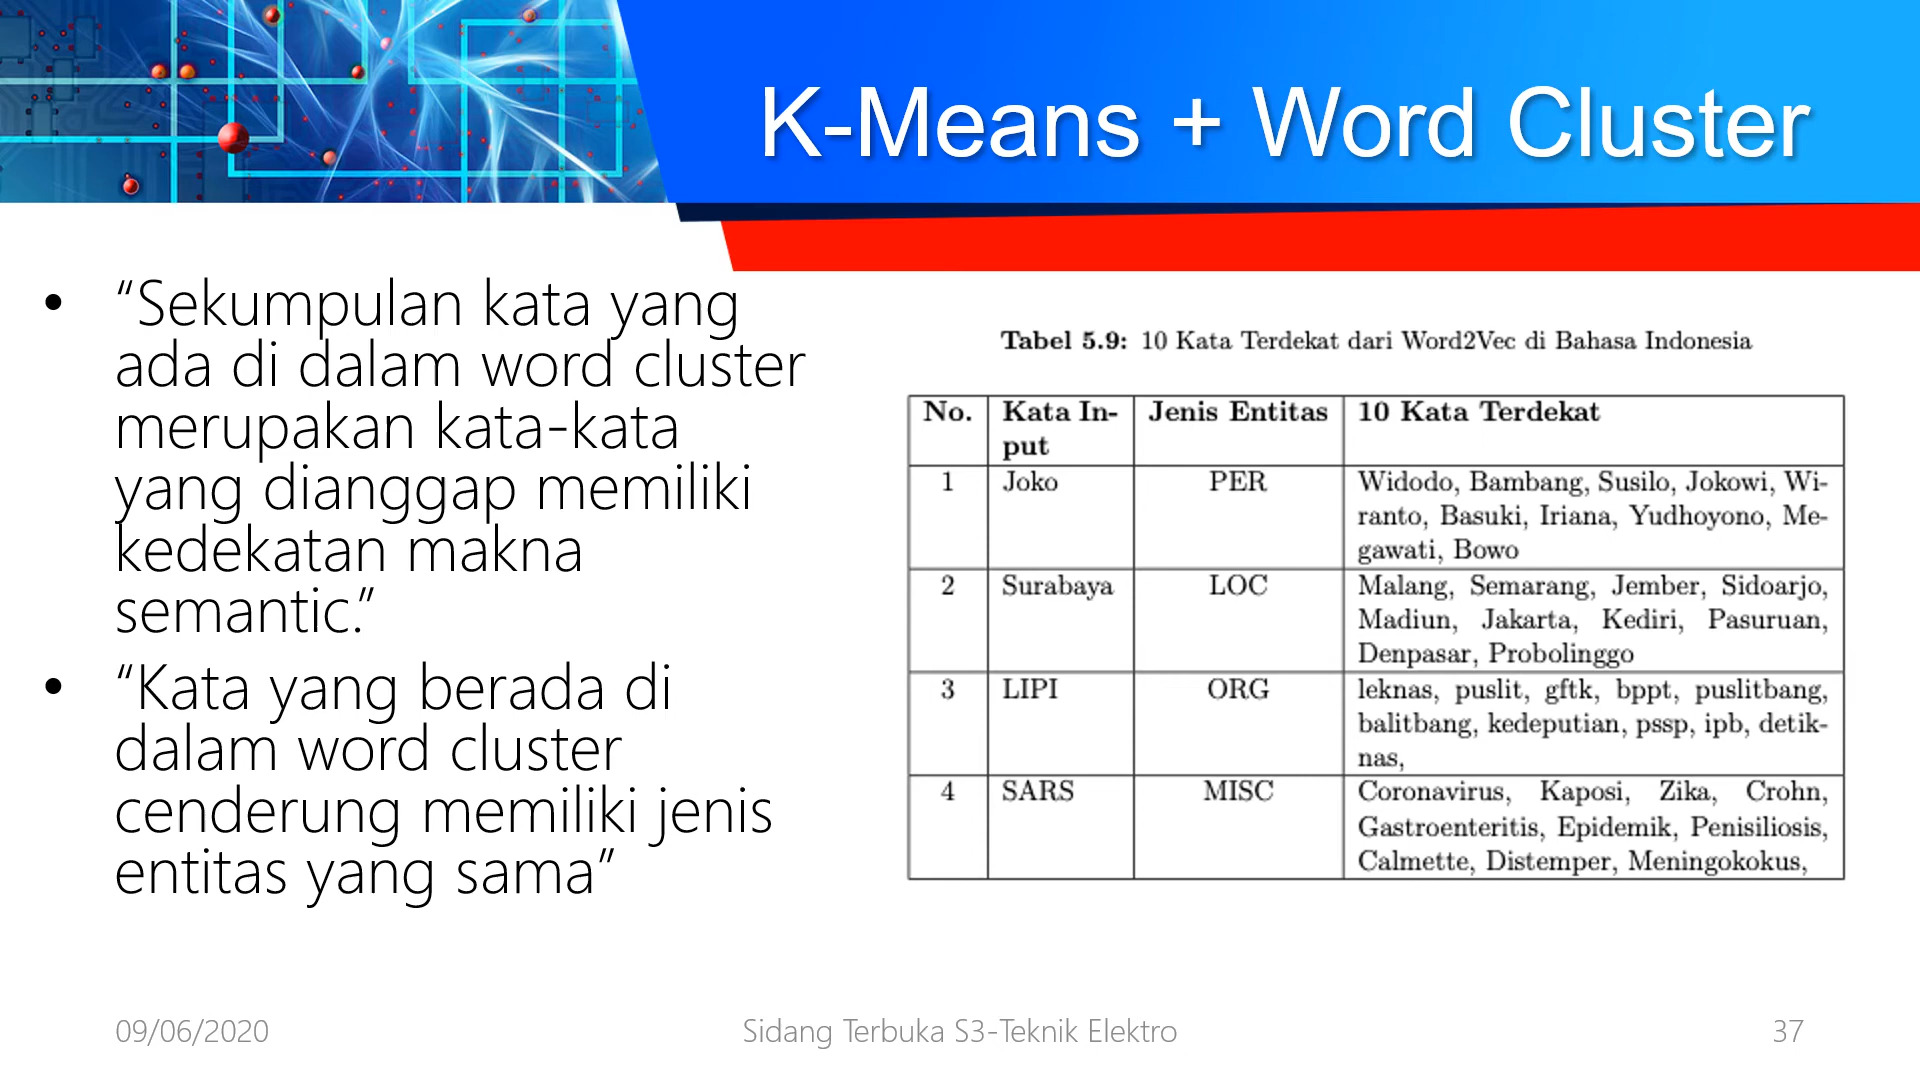 K-Means + Word Cluster
• “Sekumpulan kata yang
ada di dalam word cluster
merupakan kata-kata
yang dianggap memiliki
kedekatan makna
semantic.”
• “Kata yang berada di
dalam word cluster
cenderung memiliki jenis
entitas yang sama”
Tabel 5.9: 10 Kata Terdekat dari Word2Vec di Bahasa Indonesia
No. Kata In- Jenis Entitas 10 Kata Terdekat
put
1 Joko PER Widodo, Bambang, Susilo, Jokowi, Wi-
ranto, Basuki, Iriana, Yudhoyono, Me-
gawati, Bowo
2 Surabaya LOC Malang, Semarang, Jember, Sidoarjo,
Madiun, Jakarta, Kediri, Pasuruan,
Denpasar, Probolinggo
3 LIPI ORG leknas, puslit, gftk, bppt, puslitbang,
balitbang, kedeputian, pssp, ipb, detik-
nas,
4 SARS MISC Coronavirus, Kaposi, Zika, Crohn,
Gastroenteritis, Epidemik, Penisiliosis,
Calmette, Distemper, Meningokokus,
09/06/2020 Sidang Terbuka S3-Teknik Elektro 37